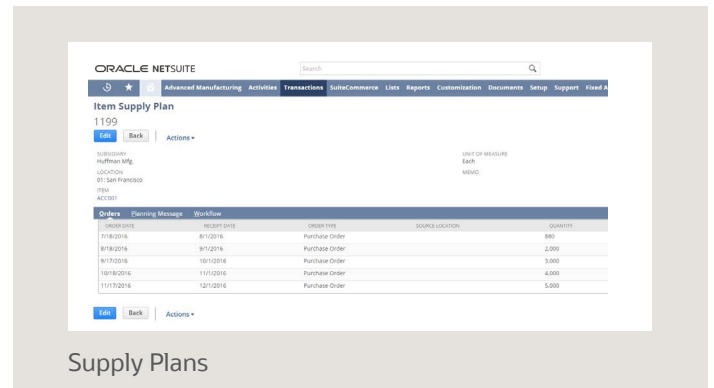 ORACLE NETSUITE Search
Advanced Manufacturing Activities Transactions SuiteCommerce Lists Reports Customization Documents Setup Support Fixed A
Item Supply Plan
1199
Edit Back Actions
SUBSIDIARY UNIT OF MEASURE
Huffman Mfg. Each
LOCATION MEMO
01: San Francisco
ITEM
ACC001
Orders Planning Message Workflow
ORDER DATE RECEIPT DATE ORDER TYPE SOURCE LOCATION QUANTITY
7/18/2016 8/1/2016 Purchase Order 880
8/18/2016 9/1/2016 Purchase Order 2,000
9/17/2016 10/1/2016 Purchase Order 3,000
10/18/2016 11/1/2016 Purchase Order 4,000
11/17/2016 12/1/2016 Purchase Order 5,000
Edit Back Actions
Supply Plans